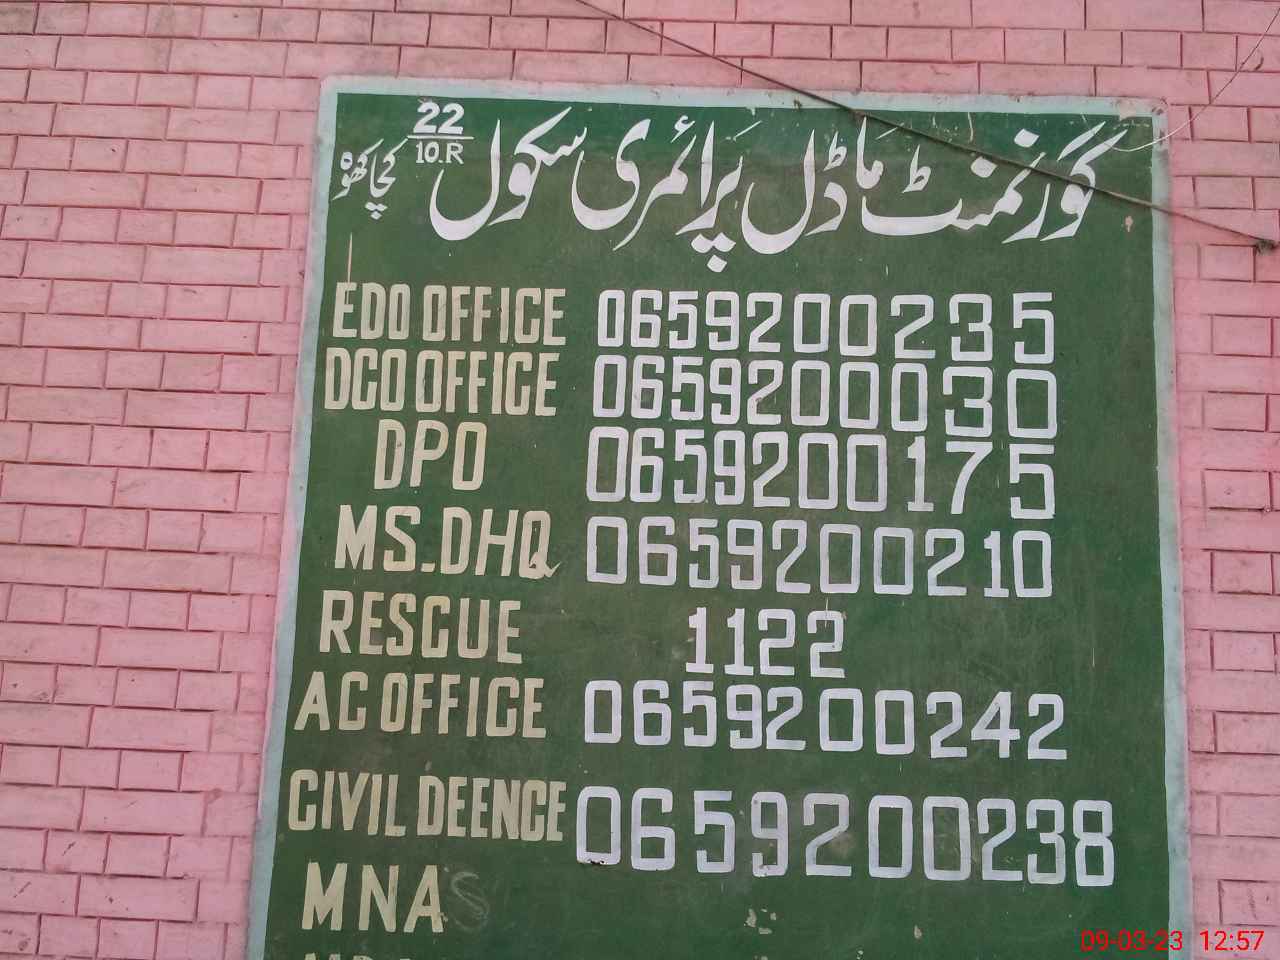 گورنمنٹ ماڈل پرائمری سکول 22/10.R کچاکھوہ
EDO OFFICE 0659200235
DCO OFFICE 0659200030
DPO 0659200175
MS.DHQ 0659200210
RESCUE 1122
AC OFFICE 0659200242
CIVIL DEENCE 0659200238
MNA'S
09-03-23 12:57